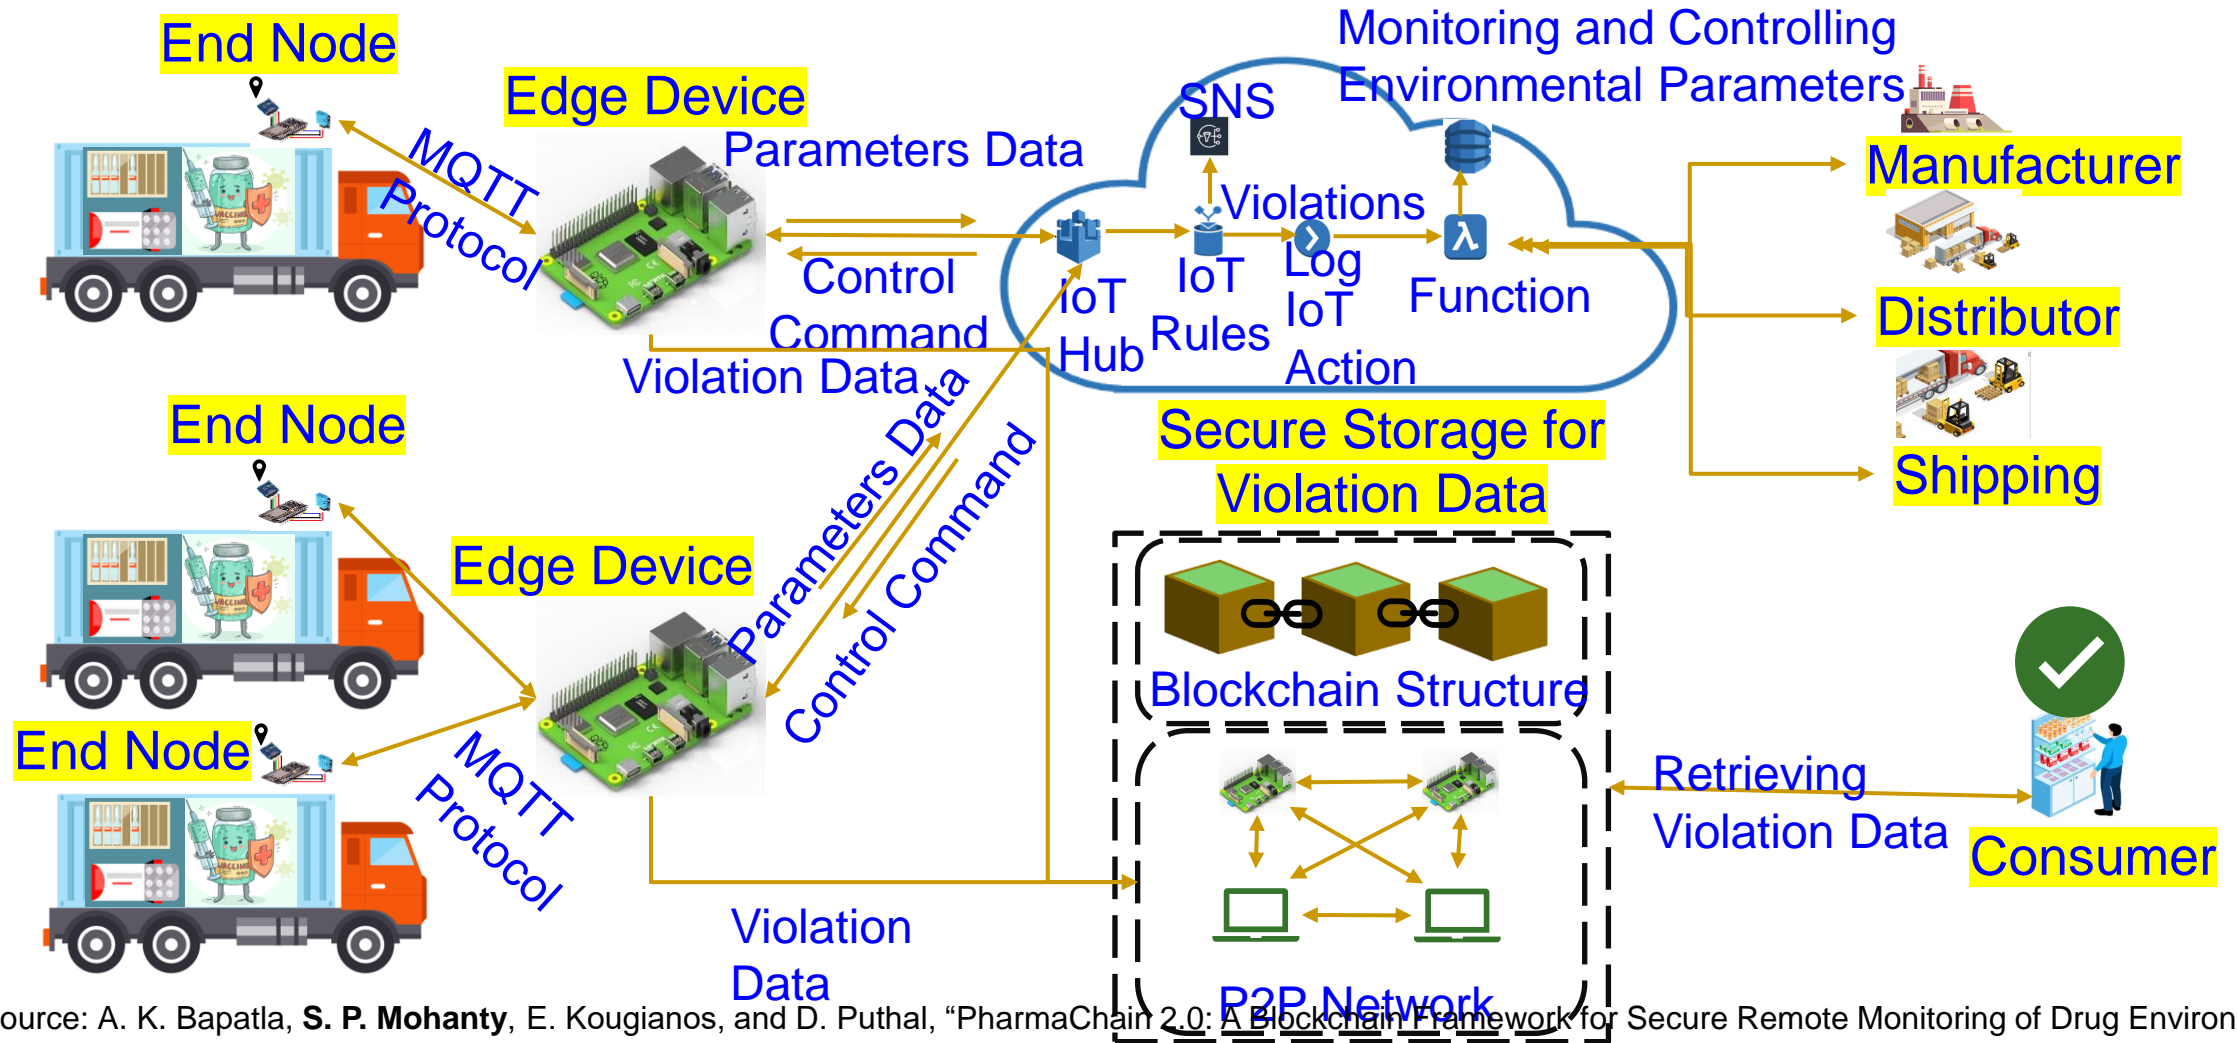 End Node
Edge Device
MQTT
Protocol
Parameters Data
Control
Command
Violation Data
SNS
Monitoring and Controlling
Environmental Parameters
Violations
IoT
Hub
IoT
Rules
Log
IoT
Action
Function
Manufacturer
Distributor
Shipping
End Node
Edge Device
Parameters Data
Control Command
End Node
MQTT
Protocol
Violation
Data
Secure Storage for
Violation Data
Blockchain Structure
P2P Network
Retrieving
Violation Data
Consumer
VACCINE
VACCINE
VACCINE
ource: A. K. Bapatla, S. P. Mohanty, E. Kougianos, and D. Puthal, “PharmaChain 2.0: A Blockchain Framework for Secure Remote Monitoring of Drug Environ